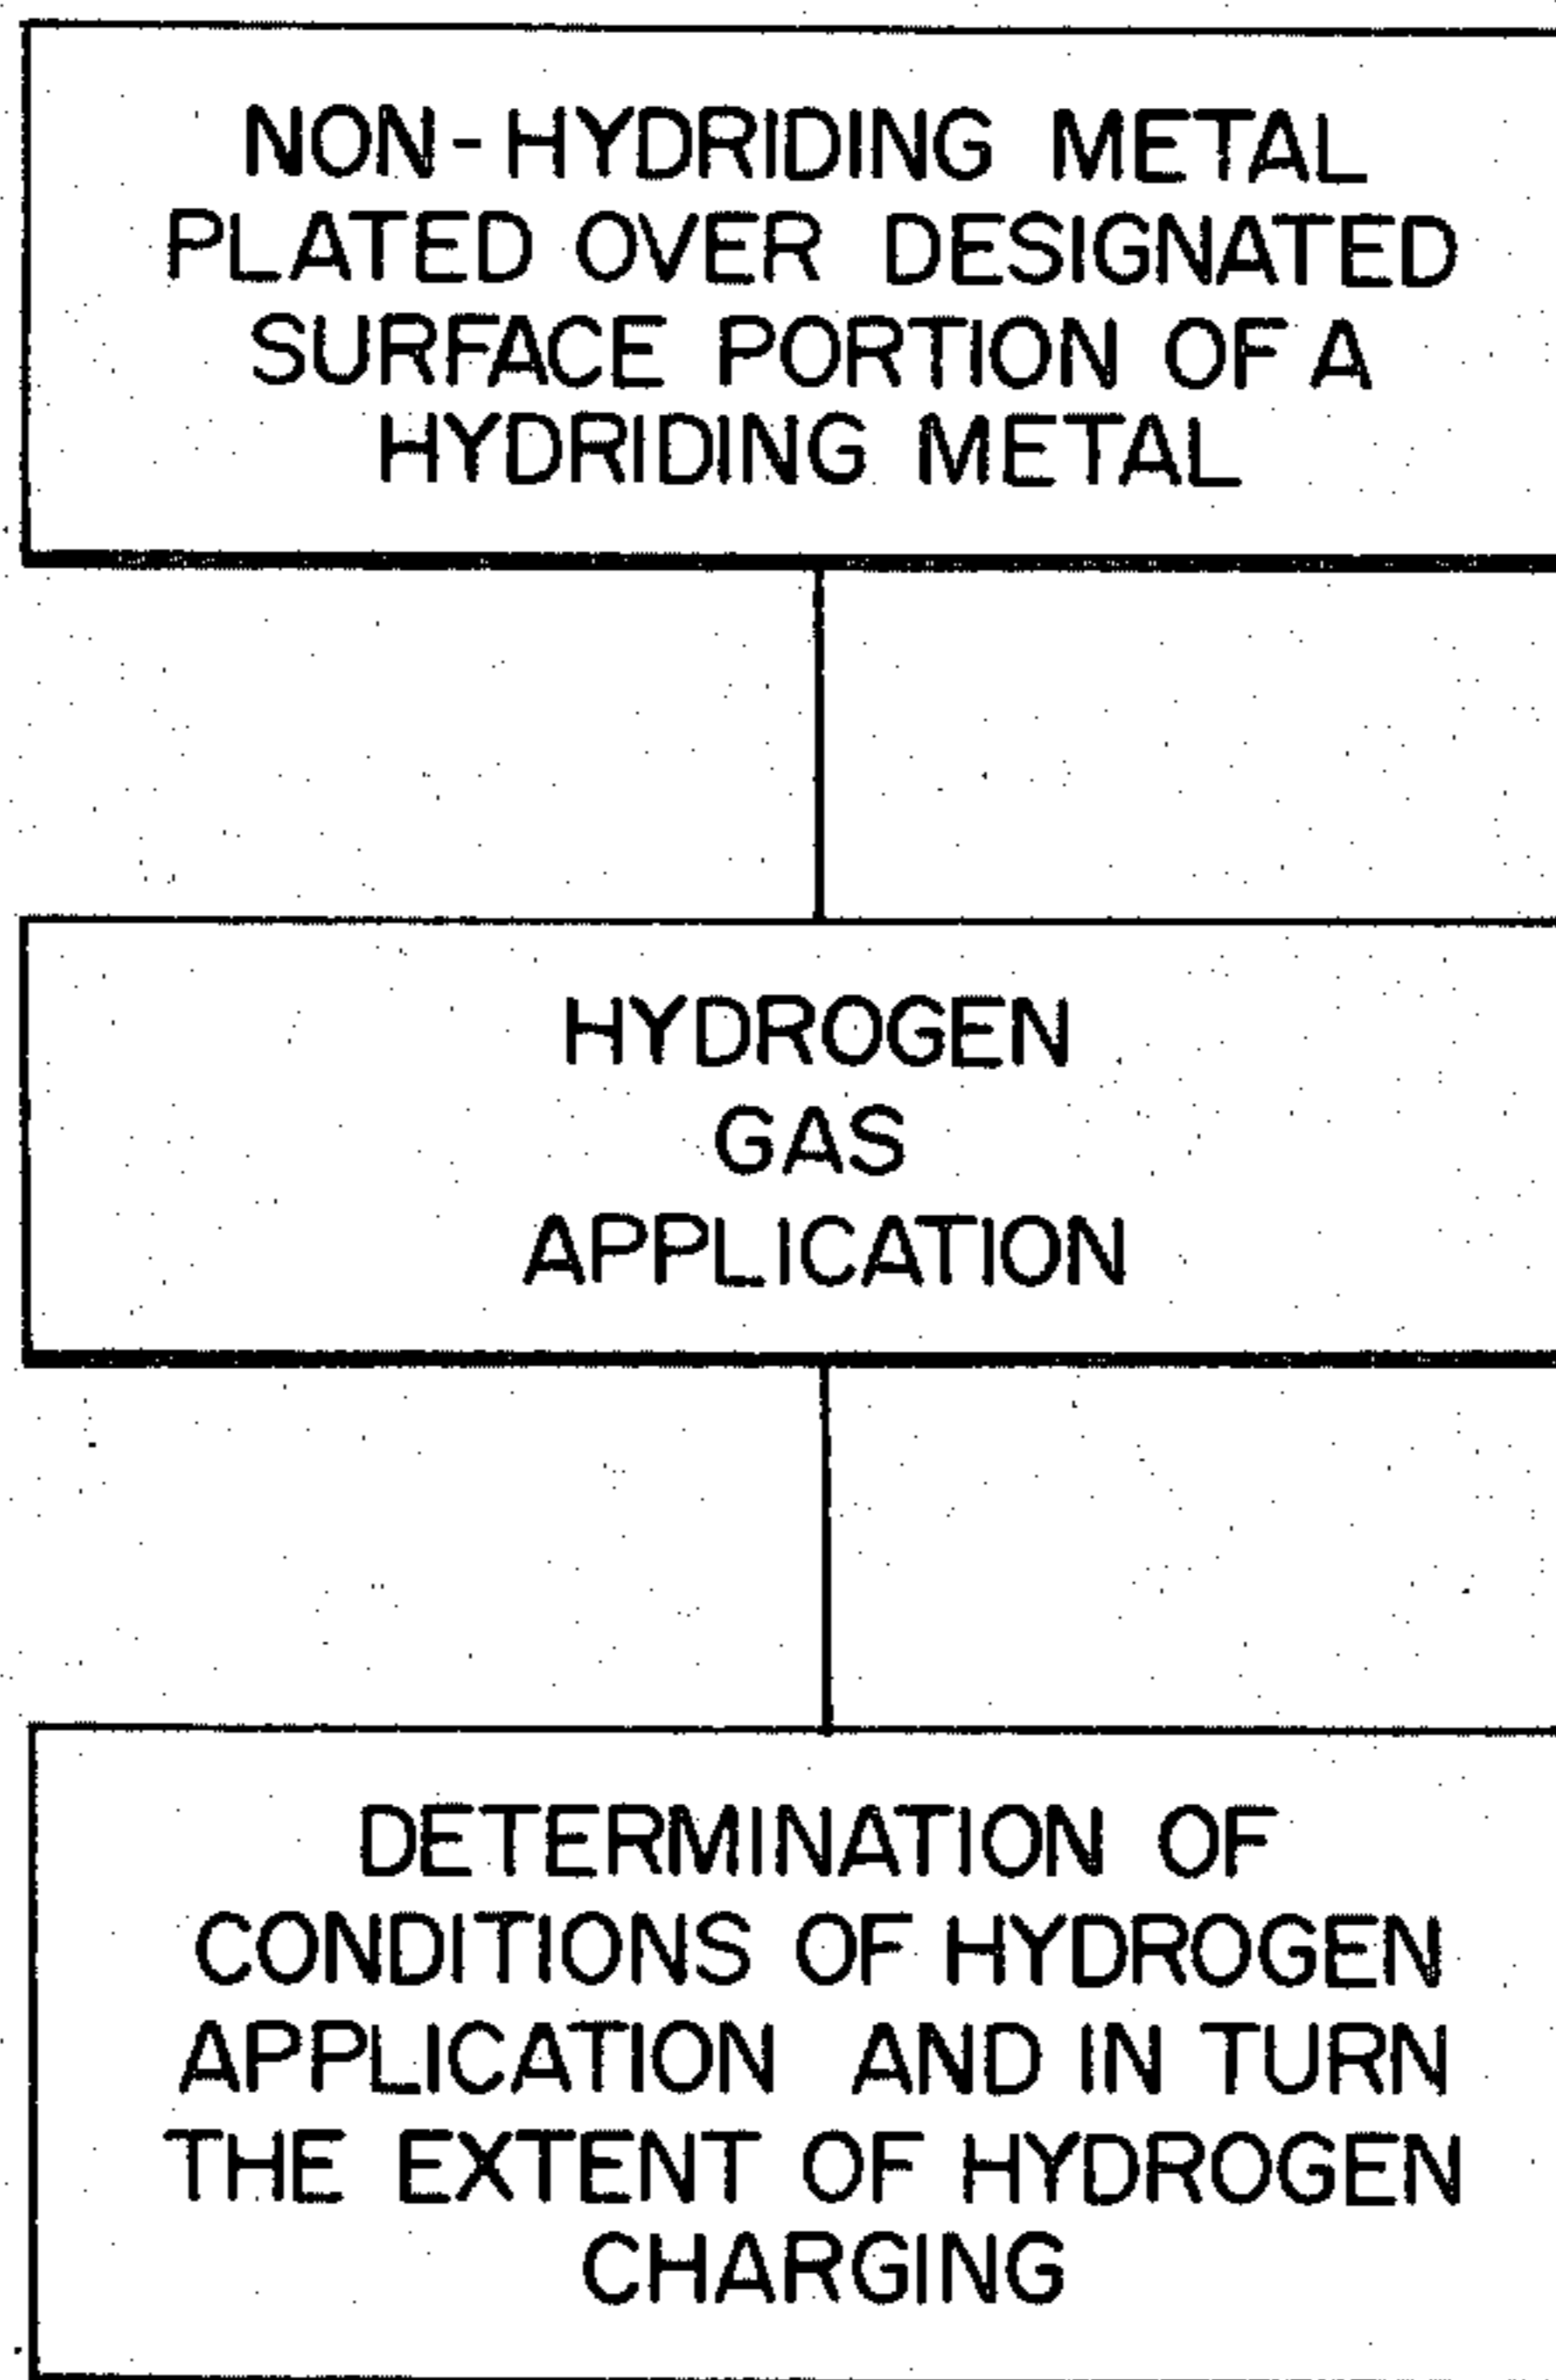 NON-HYDRIDING METAL
PLATED OVER DESIGNATED
SURFACE PORTION OF A
HYDRIDING METAL
HYDROGEN
GAS
APPLICATION
DETERMINATION OF
CONDITIONS OF HYDROGEN
APPLICATION AND IN TURN
THE EXTENT OF HYDROGEN
CHARGING